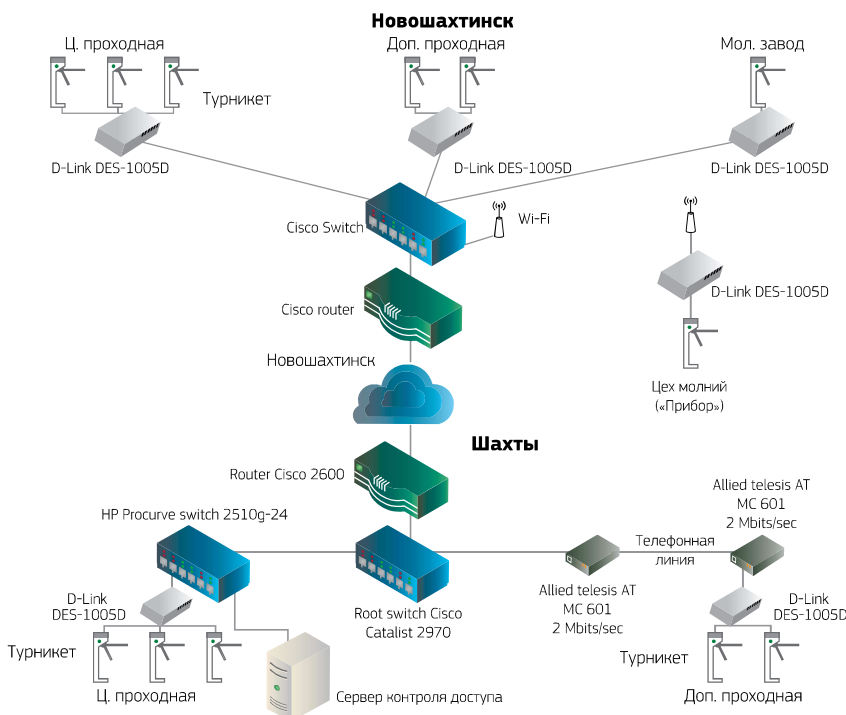 Новошахтинск
Ц. проходная
Доп. проходная
Мол. завод
Турникет
D-Link DES-1005D
D-Link DES-1005D
D-Link DES-1005D
Cisco Switch
Wi-Fi
D-Link DES-1005D
Cisco router
Новошахтинск
Цех молний
(«Прибор»)
Шахты
Router Cisco 2600
HP Procurve switch 2510g-24
Allied telesis AT
MC 601
2 Mbits/sec
Телефонная
линия
D-Link
DES-1005D
Root switch Cisco
Catalist 2970
Allied telesis AT
MC 601
2 Mbits/sec
D-Link
DES-1005D
Турникет
Ц. проходная
Сервер контроля доступа
Турникет
Доп. проходная